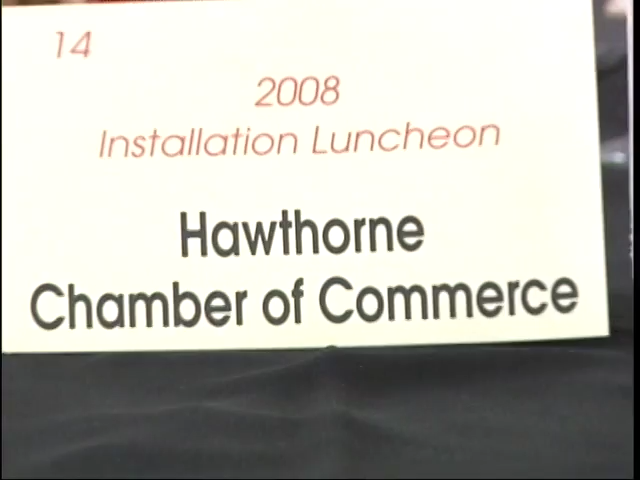 14
2008
Installation Luncheon
Hawthorne
Chamber of Commerce